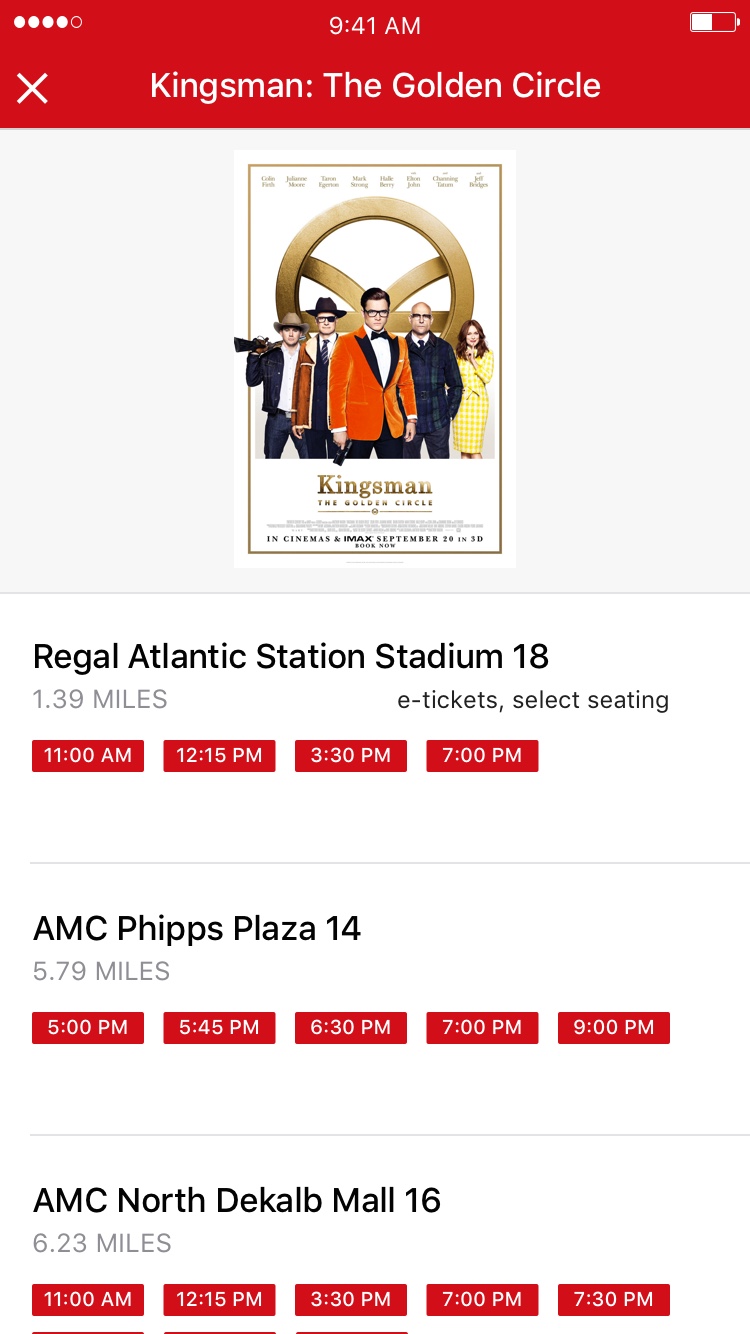 9:41 AM
Kingsman: The Golden Circle
Colin Firth Julianne Moore Taron Egerton Mark Strong Halle Berry Elton John Channing Tatum Jeff Bridges
Kingsman
THE GOLDEN CIRCLE
IN CINEMAS & IMAX SEPTEMBER 20 IN 3D
BOOK NOW
Regal Atlantic Station Stadium 18
1.39 MILES e-tickets, select seating
11:00 AM 12:15 PM 3:30 PM 7:00 PM
AMC Phipps Plaza 14
5.79 MILES
5:00 PM 5:45 PM 6:30 PM 7:00 PM 9:00 PM
AMC North Dekalb Mall 16
6.23 MILES
11:00 AM 12:15 PM 3:30 PM 7:00 PM 7:30 PM